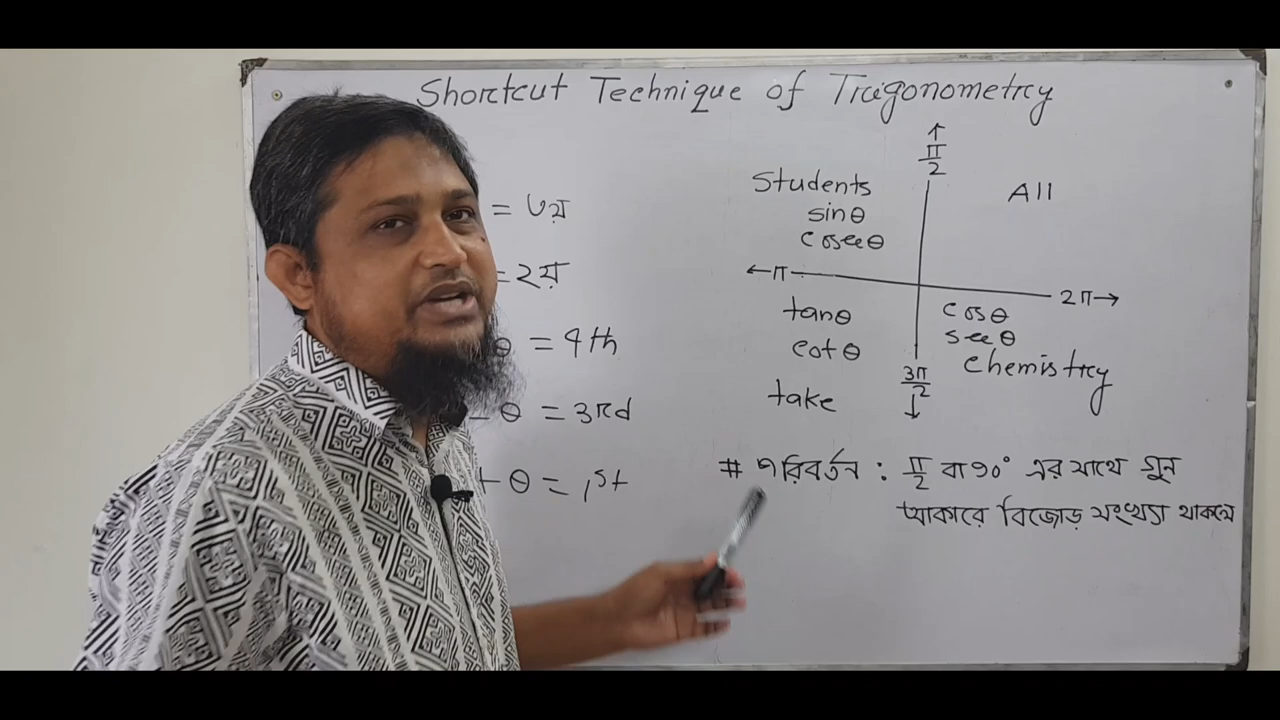 Shortcut Technique of Trigonometry
= ৩য়
= ২য়
θ = 4th
- θ = 3rd
+ θ = 1st
π/2
Students
All
sinθ
cosecθ
←π
2π→
tanθ
cosθ
cotθ
secθ
3π/2
Chemistry
take
# পরিবর্তন : π/2 বা ৯০° এর সাথে গুন
আকারে বিজোড় সংখ্যা থাকলে